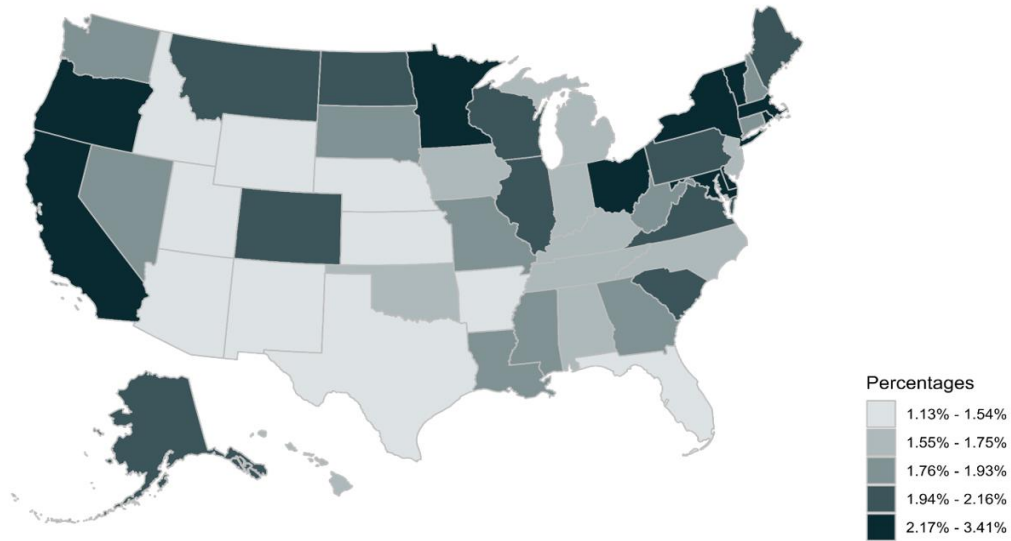 Percentages
1.13% - 1.54%
1.55% - 1.75%
1.76% - 1.93%
1.94% - 2.16%
2.17% - 3.41%